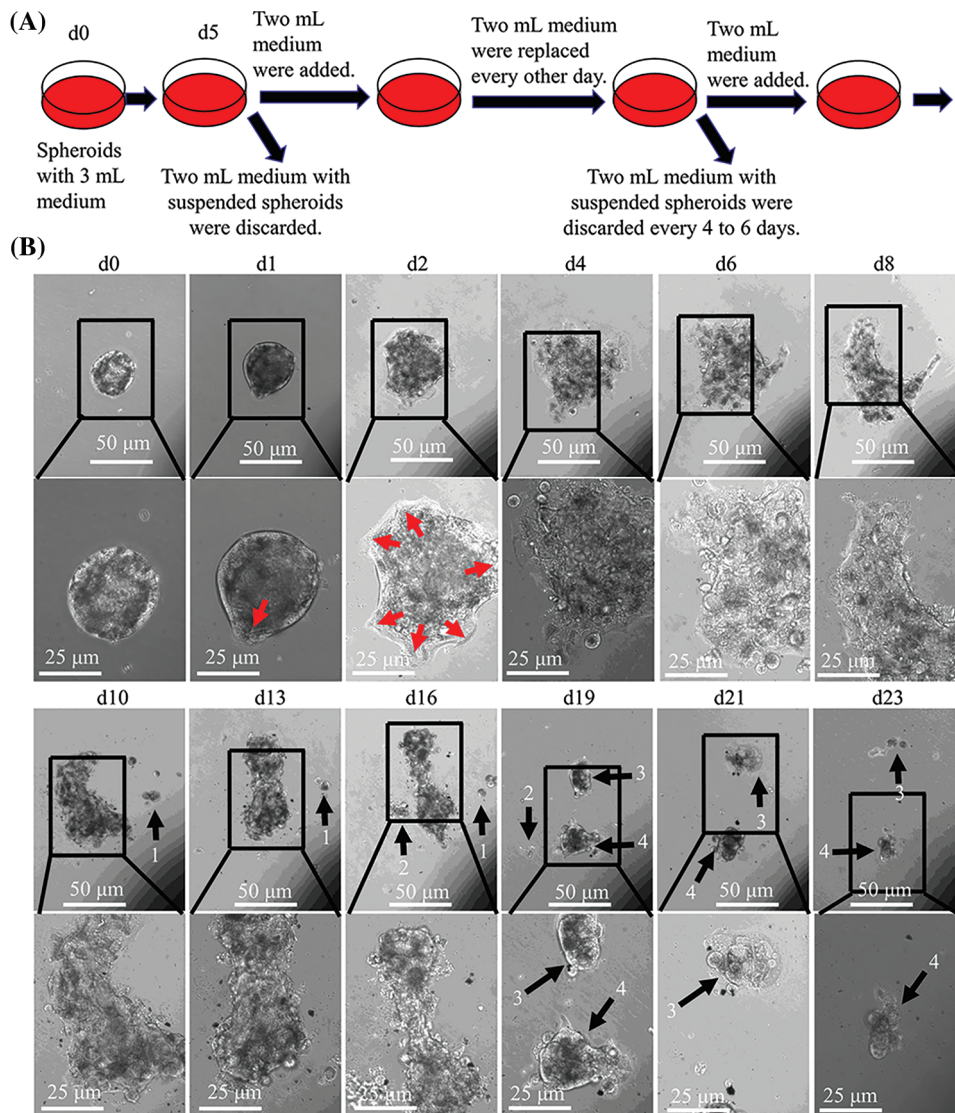 (A)
d0
d5
Two mL
medium
were added.
Two mL medium
were replaced
every other day.
Two mL
medium
were added.
Spheroids
with 3 mL
medium
Two mL medium with
suspended spheroids
were discarded.
Two mL medium with
suspended spheroids were
discarded every 4 to 6 days.
(B)
d0 d1 d2 d4 d6 d8
50 μm 50 μm 50 μm 50 μm 50 μm 50 μm
25 μm 25 μm 25 μm 25 μm 25 μm 25 μm
d10 d13 d16 d19 d21 d23
1
1
2 1
2 3
4
3
4
3
4
50 μm 50 μm 50 μm 50 μm 50 μm 50 μm
3 4
3
4
25 μm 25 μm 25 μm 25 μm 25 μm 25 μm